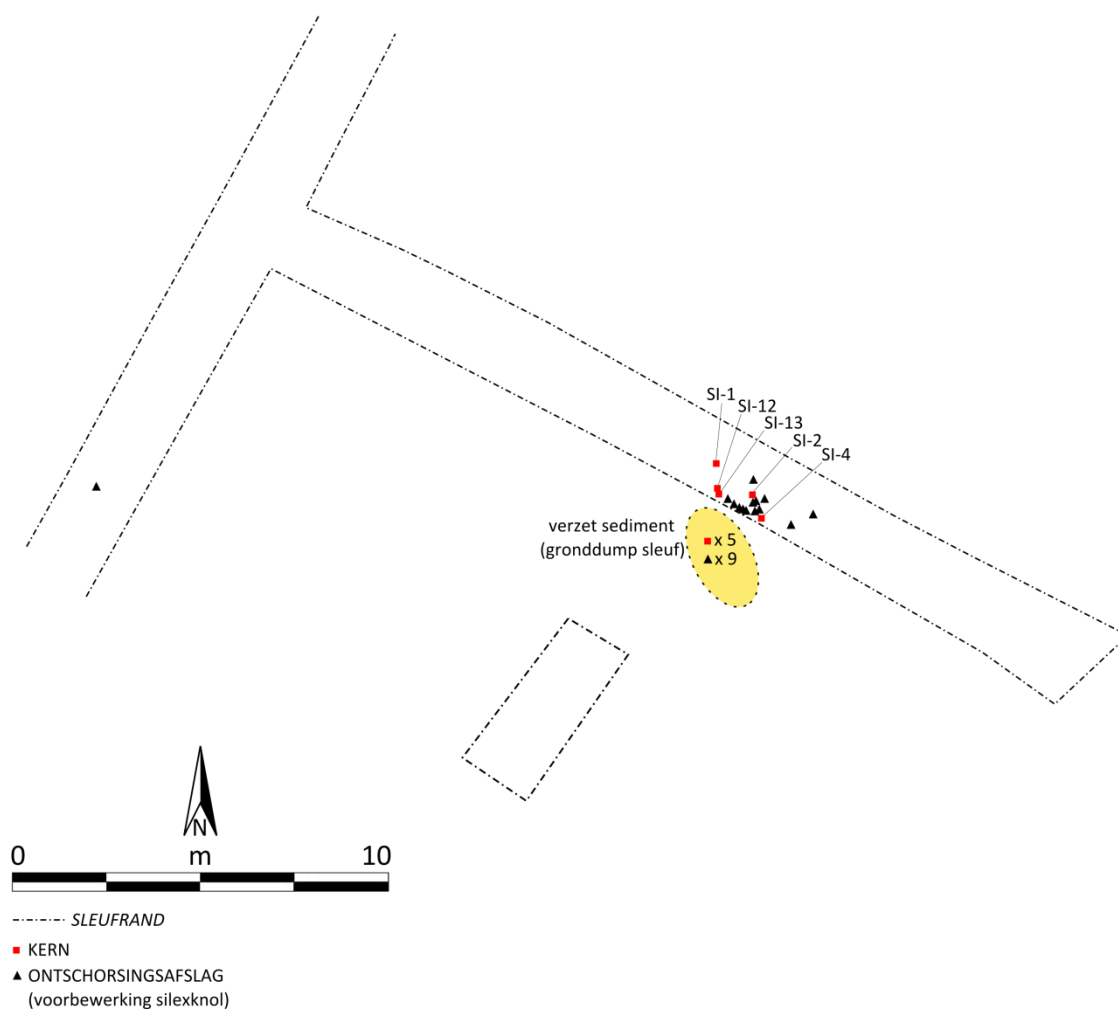 SI-1
SI-12
SI-13
SI-2
SI-4
verzet sediment
(gronddump sleuf)
x 5
x 9
N
0 m 10
SLEUFRAND
KERN
ONTSCHORSINGSAFSLAG
(voorbewerking silexknol)